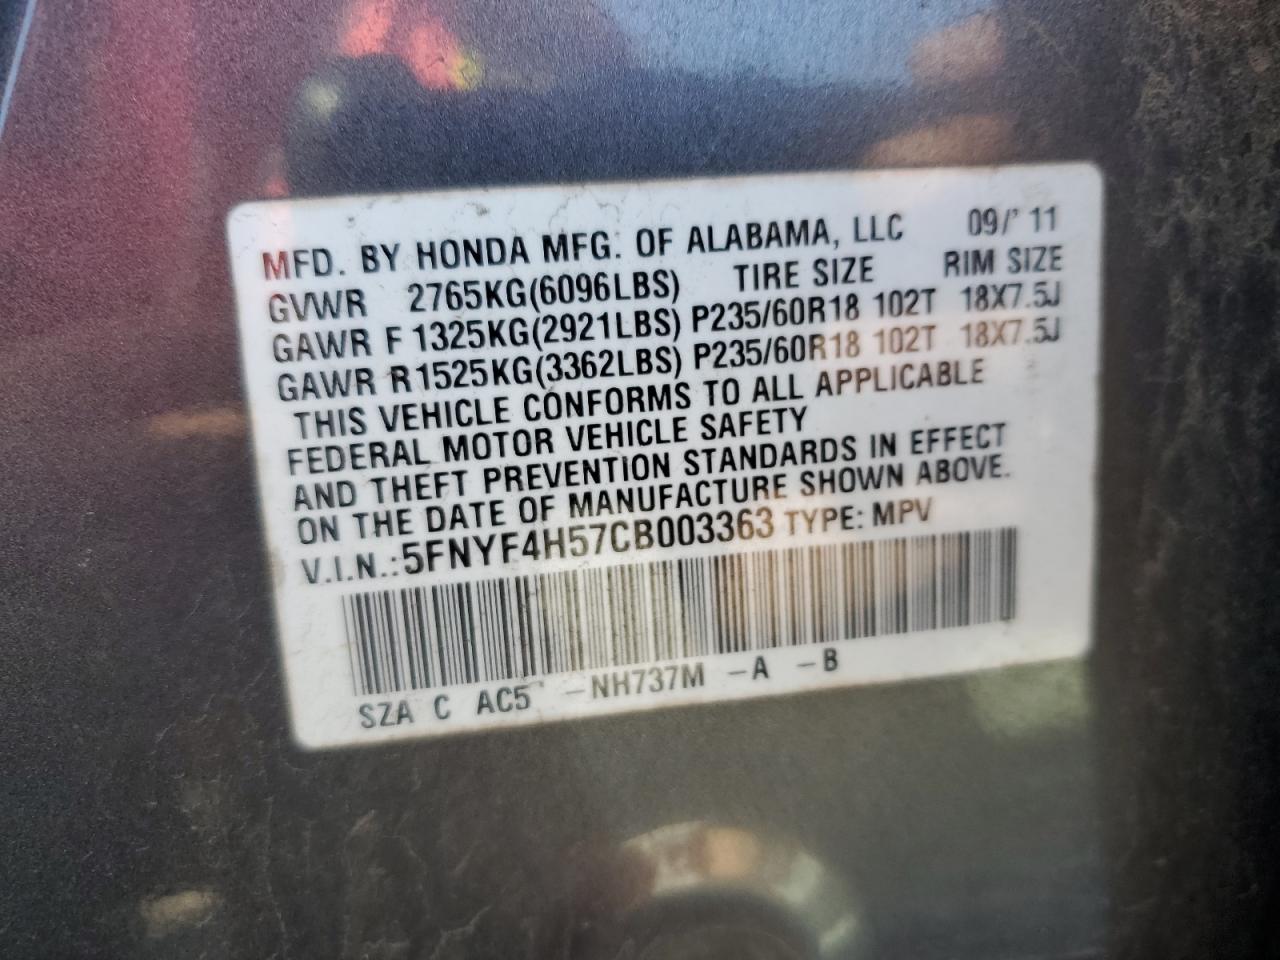 MFD. BY HONDA MFG. OF ALABAMA, LLC 09/' 11
GVWR 2765KG(6096LBS) TIRE SIZE RIM SIZE
GAWR F 1325KG(2921LBS) P235/60R18 102T 18X7.5J
GAWR R 1525KG(3362LBS) P235/60R18 102T 18X7.5J
THIS VEHICLE CONFORMS TO ALL APPLICABLE
FEDERAL MOTOR VEHICLE SAFETY
AND THEFT PREVENTION STANDARDS IN EFFECT
ON THE DATE OF MANUFACTURE SHOWN ABOVE.
V.I.N.: 5FNYF4H57CB003363 TYPE: MPV
SZA C AC5 -NH737M -A -B